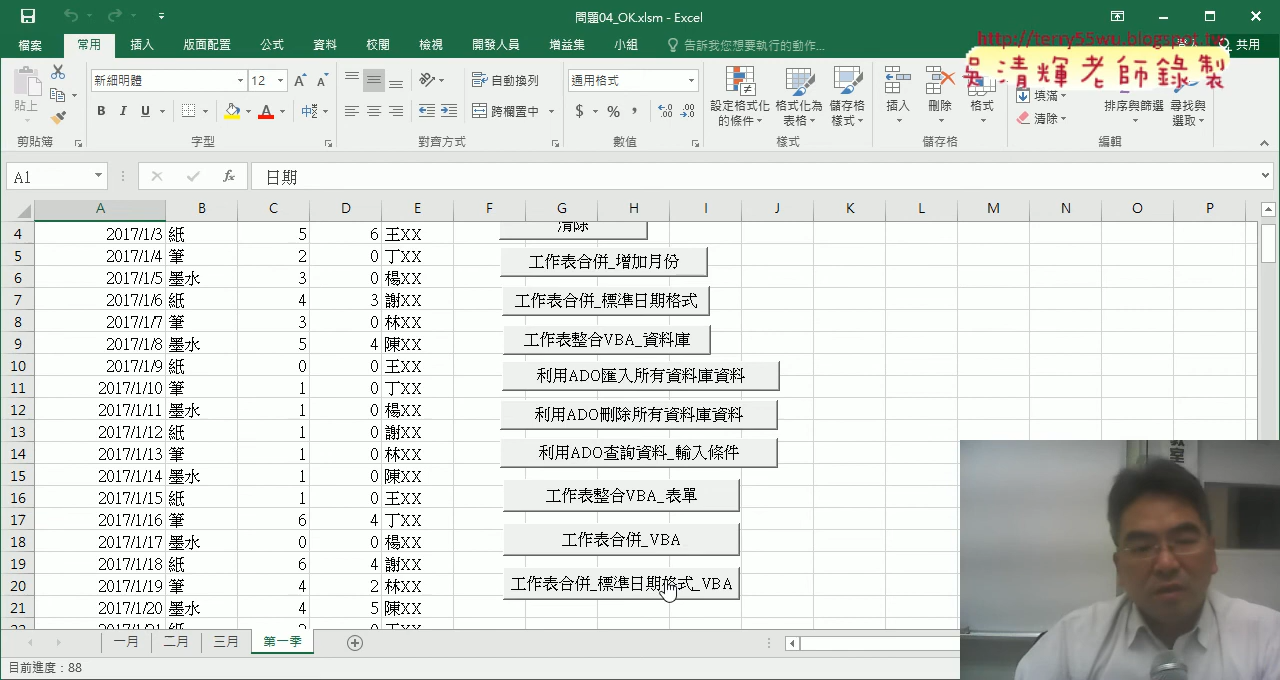 問題04_OK.xlsm - Excel
http://terry55wu.blogspot.tw
吳清輝老師錄製
檔案 常用 插入 版面配置 公式 資料 校閱 檢視 開發人員 增益集 小組 告訴我您想要執行的動作... 共用
貼上 新細明體 12 自動換列 通用格式 設定格式化的條件 格式化為表格 儲存格樣式 插入 刪除 格式 填滿 排序與篩選 尋找與選取
B I U A 跨欄置中 $ % , 清除
剪貼簿 字型 對齊方式 數值 樣式 儲存格 編輯
A1 fx 日期
A B C D E F G H I J K L M N O P
4 2017/1/3 紙 5 6 王XX
5 2017/1/4 筆 2 0 丁XX
6 2017/1/5 墨水 3 0 楊XX
7 2017/1/6 紙 4 3 謝XX
8 2017/1/7 筆 3 0 林XX
9 2017/1/8 墨水 5 4 陳XX
10 2017/1/9 紙 0 0 王XX
11 2017/1/10 筆 1 0 丁XX
12 2017/1/11 墨水 1 0 楊XX
13 2017/1/12 紙 1 0 謝XX
14 2017/1/13 筆 1 0 林XX
15 2017/1/14 墨水 1 0 陳XX
16 2017/1/15 紙 1 0 王XX
17 2017/1/16 筆 6 4 丁XX
18 2017/1/17 墨水 0 0 楊XX
19 2017/1/18 紙 6 4 謝XX
20 2017/1/19 筆 4 2 林XX
21 2017/1/20 墨水 4 5 陳XX
清除
工作表合併_增加月份
工作表合併_標準日期格式
工作表整合VBA_資料庫
利用ADO匯入所有資料庫資料
利用ADO刪除所有資料庫資料
利用ADO查詢資料_輸入條件
工作表整合VBA_表單
工作表合併_VBA
工作表合併_標準日期格式_VBA
一月 二月 三月 第一季
目前進度：88